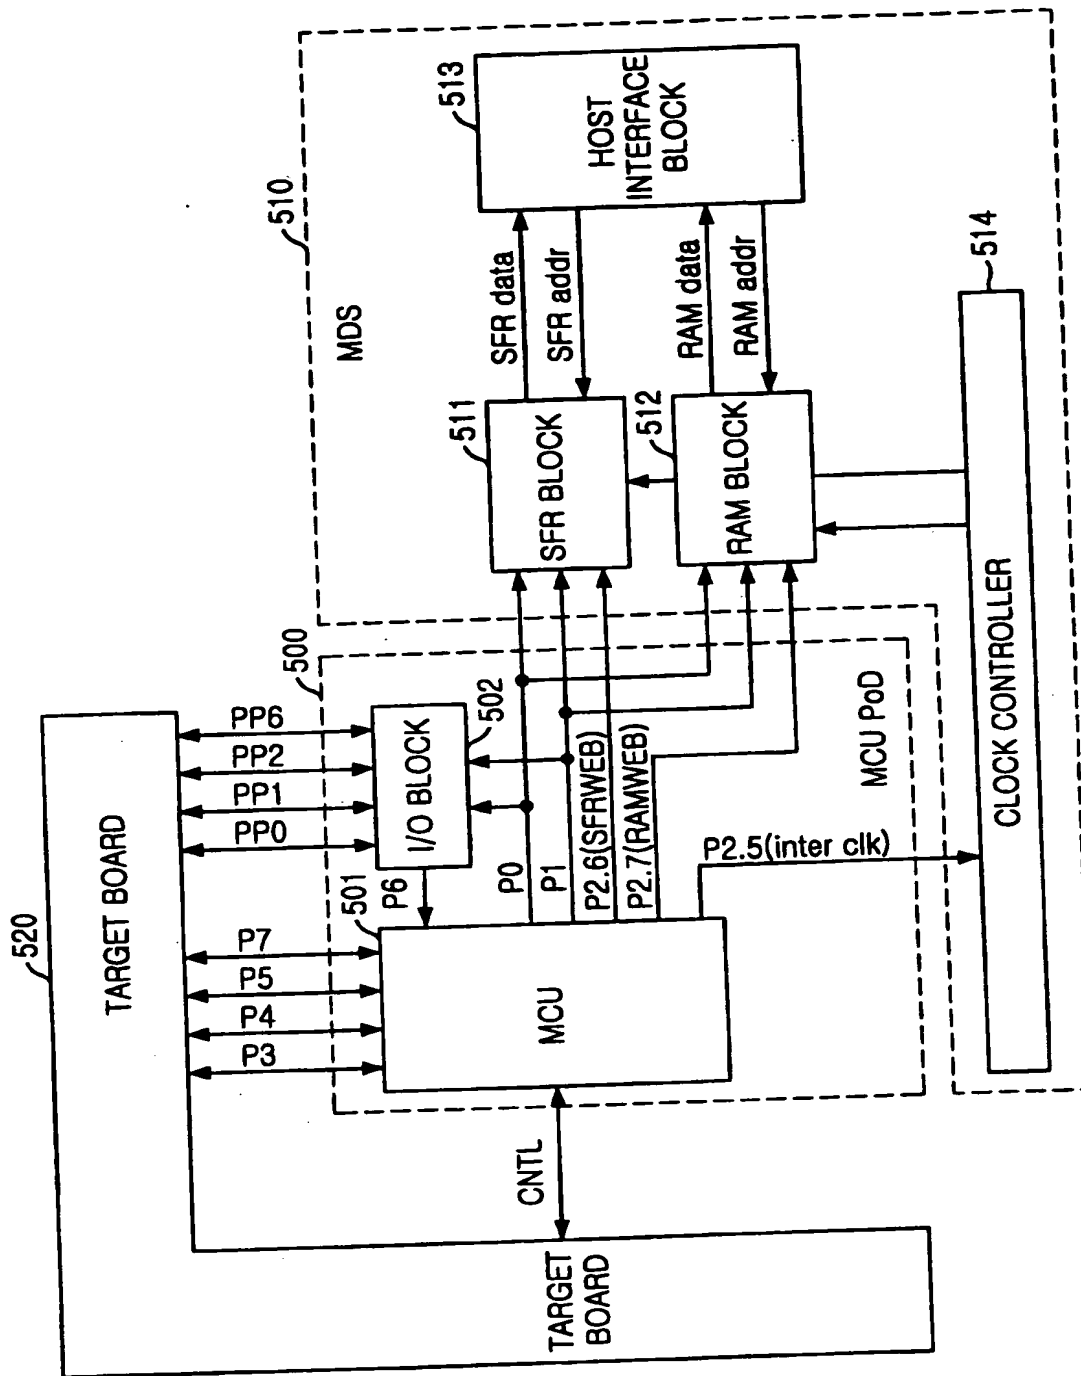 520
TARGET BOARD
TARGET
BOARD
CNTL
P3
P4
P5
P7
PP0
PP1
PP2
PP6
500
MCU PoD
501
MCU
P6
I/O BLOCK
502
P0
P1
P2.6(SFRWEB)
P2.7(RAMWEB)
P2.5(inter clk)
510
MDS
511
SFR BLOCK
512
RAM BLOCK
SFR data
SFR addr
RAM data
RAM addr
513
HOST
INTERFACE
BLOCK
514
CLOCK CONTROLLER